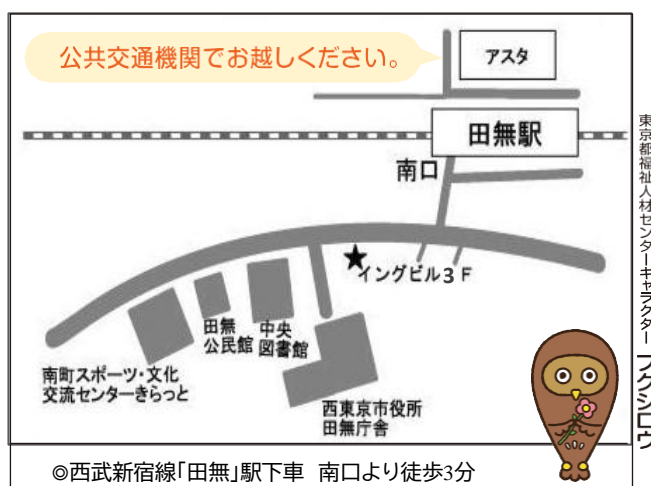 公共交通機関でお越しください。
アスタ
田無駅
南口
★
イングビル3F
田無
公民館
中央
図書館
南町スポーツ・文化
交流センターきらっと
西東京市役所
田無庁舎
東京都福祉人材センターキャラクター フクシロウ
◎西武新宿線「田無」駅下車 南口より徒歩3分